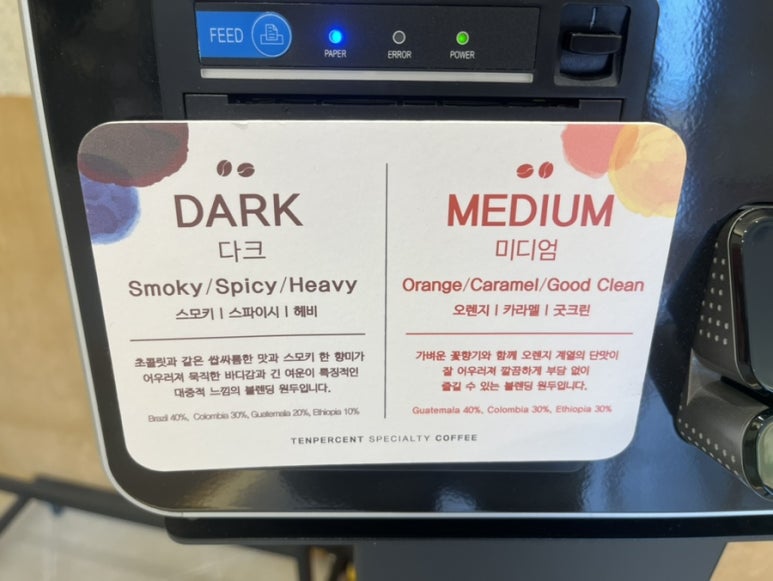 FEED
PAPER
ERROR
POWER
DARK
다크
Smoky/Spicy/Heavy
스모키 | 스파이시 | 헤비
초콜릿과 같은 쌉싸름한 맛과 스모키 한 향미가
어우러져 묵직한 바디감과 긴 여운이 특징적인
대중적 느낌의 블렌딩 원두입니다.
Brazil 40%, Colombia 30%, Guatemala 20%, Ethiopia 10%
MEDIUM
미디엄
Orange/Caramel/Good Clean
오렌지 | 카라멜 | 굿크린
가벼운 꽃향기와 함께 오렌지 계열의 단맛이
잘 어우러져 깔끔하게 부담 없이
즐길 수 있는 블렌딩 원두입니다.
Guatemala 40%, Colombia 30%, Ethiopia 30%
TENPERCENT SPECIALTY COFFEE